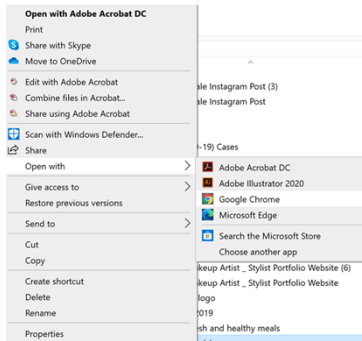 Open with Adobe Acrobat DC
Print
Share with Skype
Move to OneDrive
Edit with Adobe Acrobat
Combine files in Acrobat...
Share using Adobe Acrobat
Scan with Windows Defender...
Share
Open with
Give access to
Restore previous versions
Send to
Cut
Copy
Create shortcut
Delete
Rename
Properties
ale Instagram Post (3)
ale Instagram Post
-19) Cases
Adobe Acrobat DC
Adobe Illustrator 2020
Google Chrome
Microsoft Edge
Search the Microsoft Store
Choose another app
keup Artist _ Stylist Portfolio Website (6)
keup Artist _ Stylist Portfolio Website
logo
2019
sh and healthy meals